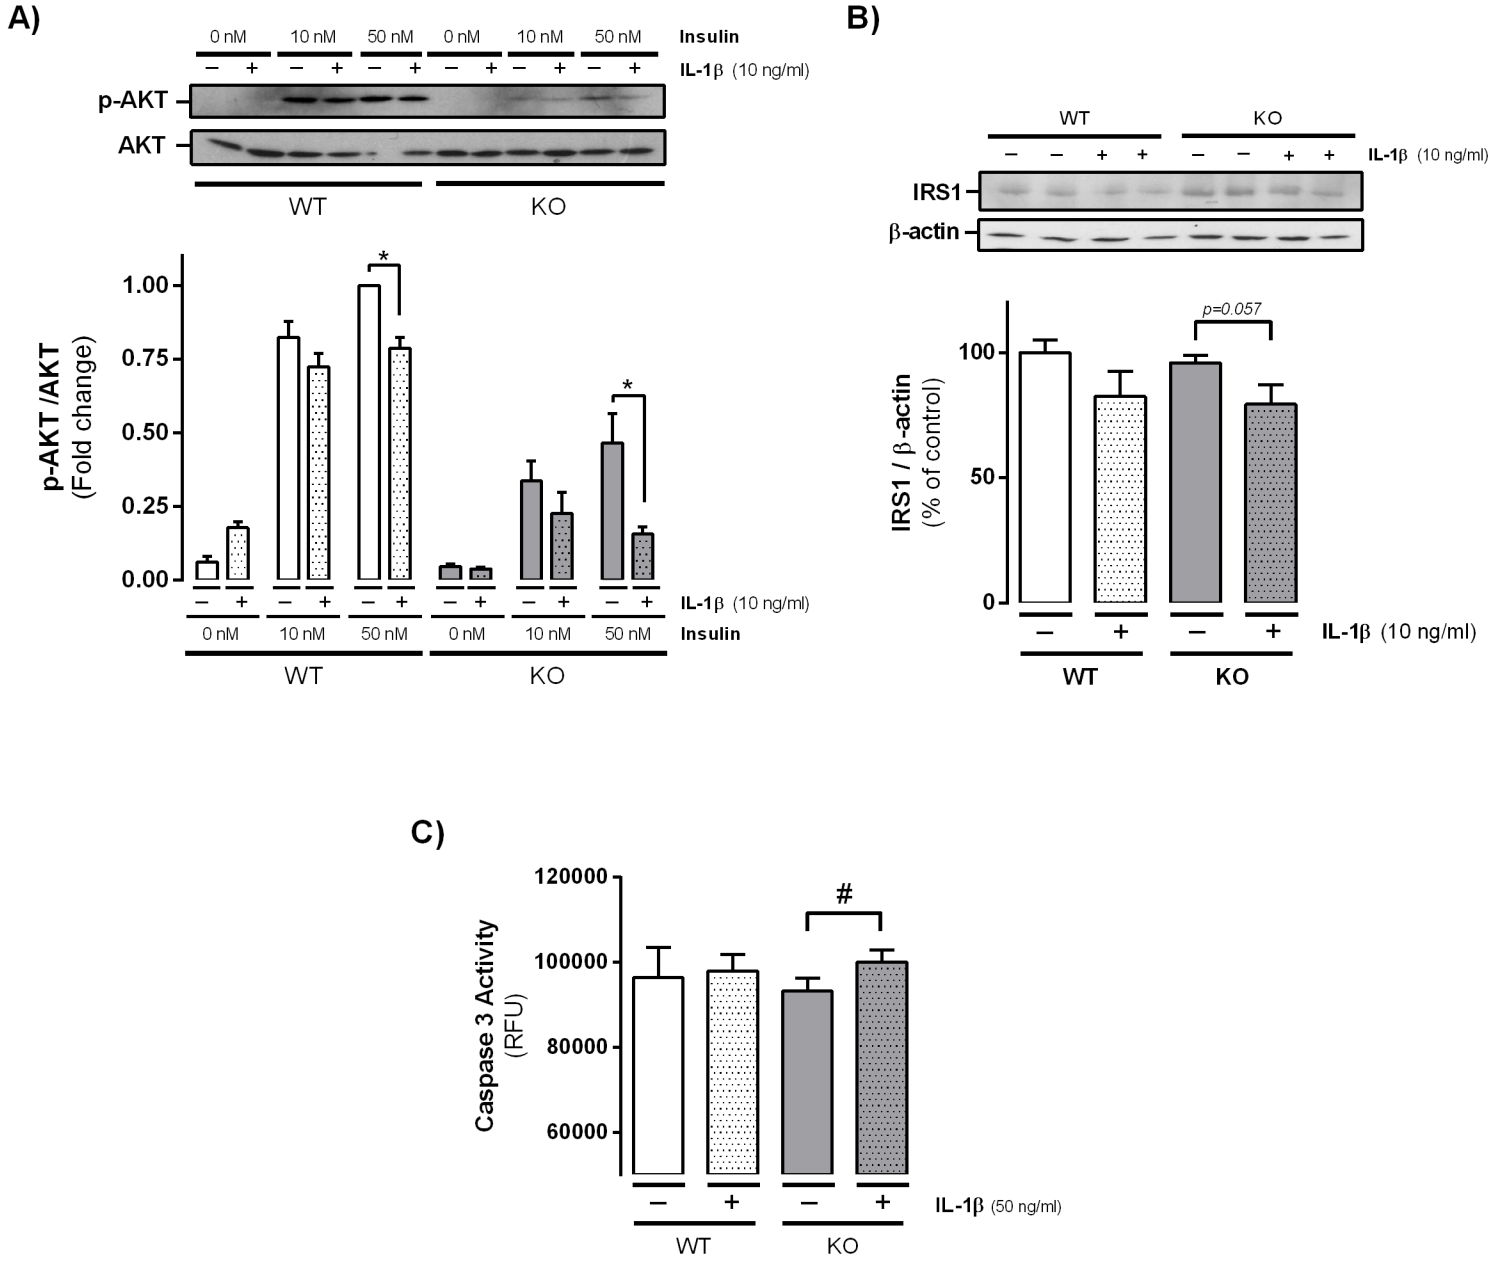 A)
0 nM 10 nM 50 nM 0 nM 10 nM 50 nM Insulin
– + – + – + – + – + – + IL-1β (10 ng/ml)
p-AKT
AKT
WT KO
p-AKT /AKT
(Fold change)
1.00
0.75
0.50
0.25
0.00
*
*
– + – + – + – + – + – + IL-1β (10 ng/ml)
0 nM 10 nM 50 nM 0 nM 10 nM 50 nM Insulin
WT KO
B)
WT KO
– – + + – – + + IL-1β (10 ng/ml)
IRS1
β-actin
IRS1 / β-actin
(% of control)
100
50
0
p=0.057
– + – + IL-1β (10 ng/ml)
WT KO
C)
Caspase 3 Activity
(RFU)
120000
100000
80000
60000
#
– + – + IL-1β (50 ng/ml)
WT KO